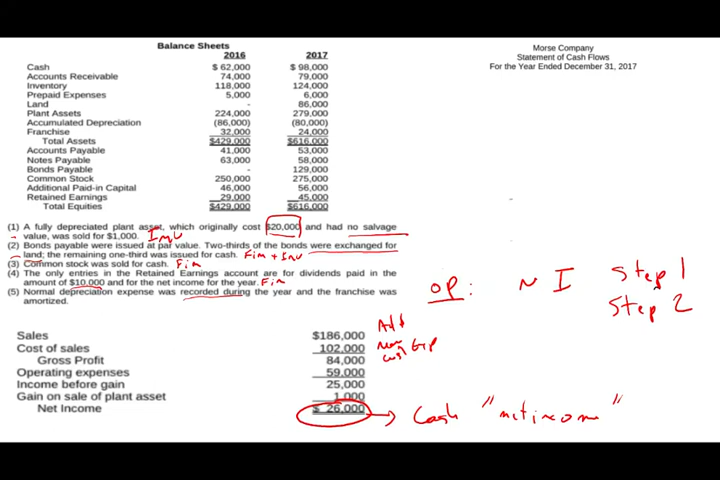 Balance Sheets
2016 2017
Cash $ 62,000 $ 98,000
Accounts Receivable 74,000 79,000
Inventory 118,000 124,000
Prepaid Expenses 5,000 6,000
Land - 86,000
Plant Assets 224,000 279,000
Accumulated Depreciation (86,000) (80,000)
Franchise 32,000 24,000
Total Assets $429,000 $616,000
Accounts Payable 41,000 53,000
Notes Payable 63,000 58,000
Bonds Payable - 129,000
Common Stock 250,000 275,000
Additional Paid-in Capital 46,000 56,000
Retained Earnings 29,000 45,000
Total Equities $429,000 $616,000
Morse Company
Statement of Cash Flows
For the Year Ended December 31, 2017
(1) A fully depreciated plant asset, which originally cost $20,000 and had no salvage
value, was sold for $1,000. Inv
(2) Bonds payable were issued at par value. Two-thirds of the bonds were exchanged for
land; the remaining one-third was issued for cash. Fin + Inv
(3) Common stock was sold for cash. Fin
(4) The only entries in the Retained Earnings account are for dividends paid in the
amount of $10,000 and for the net income for the year. Fin
(5) Normal depreciation expense was recorded during the year and the franchise was
amortized.
OP: N I Step 1
Step 2
Sales $186,000
Cost of sales 102,000
Gross Profit 84,000
Operating expenses 59,000
Income before gain 25,000
Gain on sale of plant asset 1,000
Net Income $ 26,000
Add
Non
cash Exp
Cash "net income"